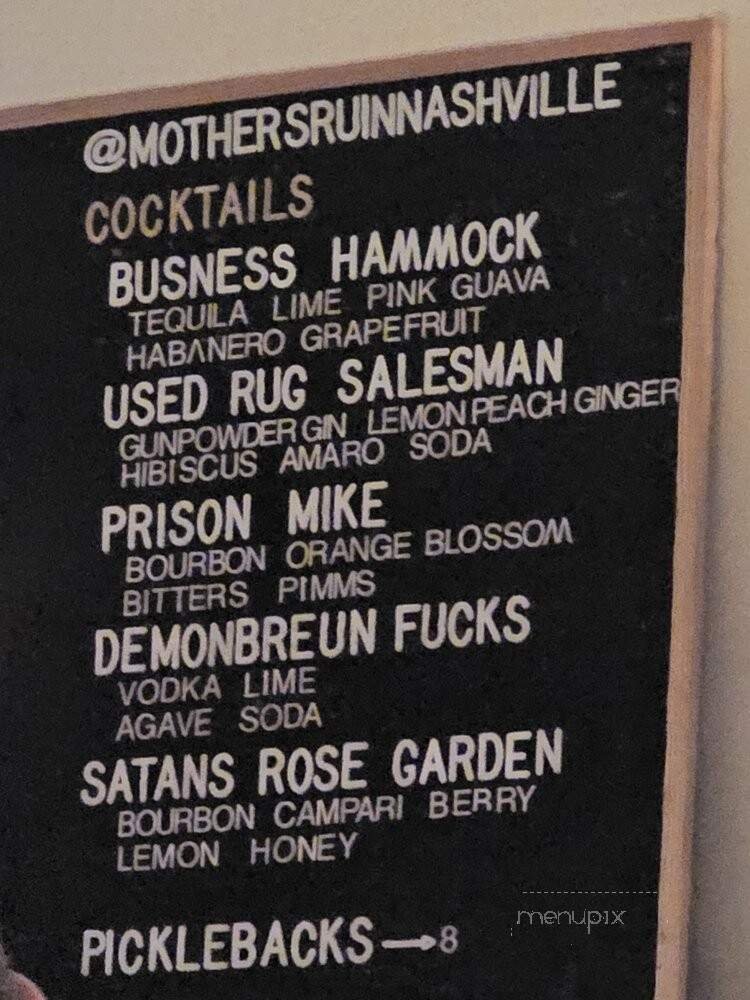 @MOTHERSRUINNASHVILLE
COCKTAILS
BUSNESS HAMMOCK
TEQUILA LIME PINK GUAVA
HABANERO GRAPEFRUIT
USED RUG SALESMAN
GUNPOWDER GIN LEMON PEACH GINGER
HIBISCUS AMARO SODA
PRISON MIKE
BOURBON ORANGE BLOSSOM
BITTERS PIMMS
DEMONBREUN FUCKS
VODKA LIME
AGAVE SODA
SATANS ROSE GARDEN
BOURBON CAMPARI BERRY
LEMON HONEY
PICKLEBACKS→8
menupix